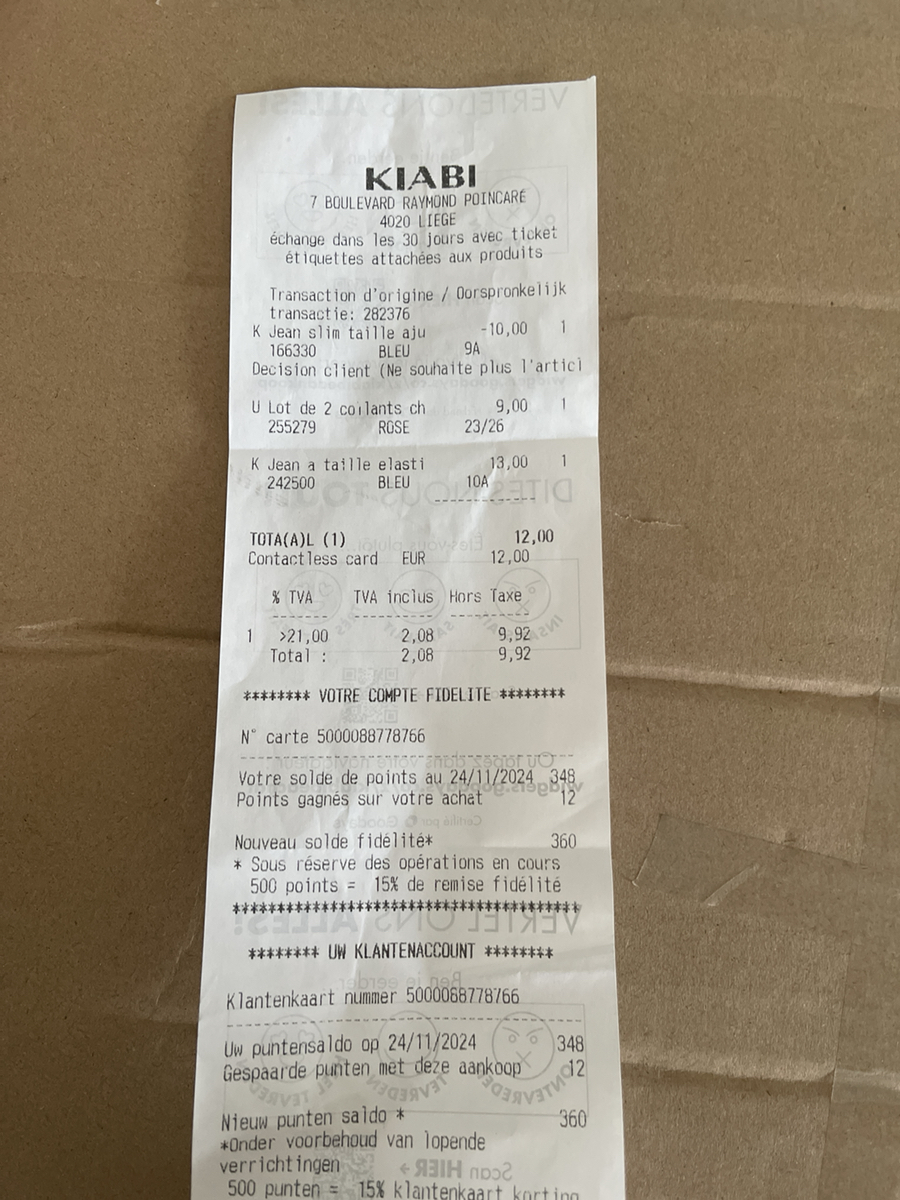 KIABI
7 BOULEVARD RAYMOND POINCARÉ
4020 LIEGE
échange dans les 30 jours avec ticket
étiquettes attachées aux produits
Transaction d'origine / Oorspronkelijk
transactie: 282376
K Jean slim taille aju -10,00 1
166330 BLEU 9A
Decision client (Ne souhaite plus l'articl
U Lot de 2 collants ch 9,00 1
255279 ROSE 23/26
K Jean a taille elasti 13,00 1
242500 BLEU 10A
------------
TOTA(A)L (1) 12,00
Contactless card EUR 12,00
% TVA TVA inclus Hors Taxe
1 >21,00 2,08 9,92
Total : 2,08 9,92
******** VOTRE COMPTE FIDELITE ********
N° carte 5000088778766
Votre solde de points au 24/11/2024 348
Points gagnés sur votre achat 12
Nouveau solde fidélité* 360
* Sous réserve des opérations en cours
500 points = 15% de remise fidélité
******************************************
******** UW KLANTENACCOUNT ********
Klantenkaart nummer 5000088778766
Uw puntensaldo op 24/11/2024 348
Gespaarde punten met deze aankoop 12
Nieuw punten saldo * 360
*Onder voorbehoud van lopende
verrichtingen
500 punten = 15% klantenkaart korting